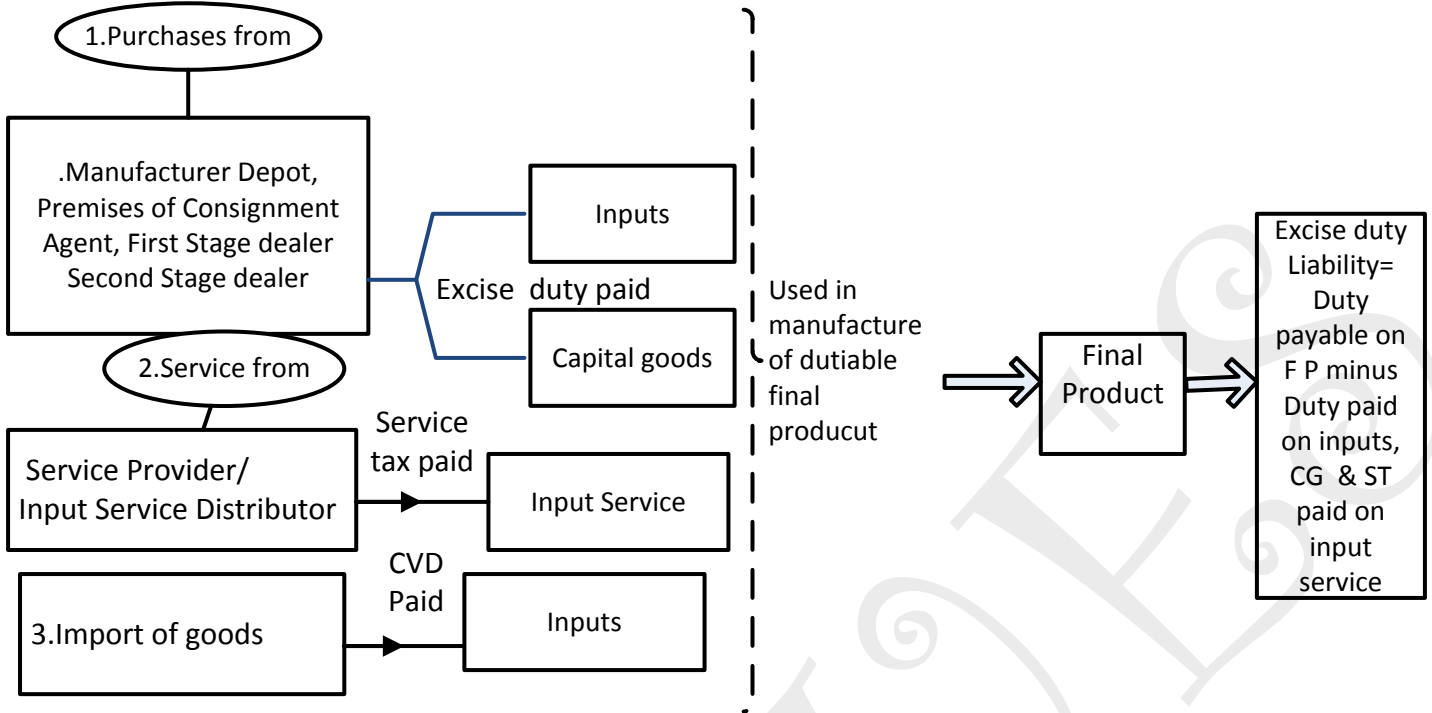 1.Purchases from
.Manufacturer Depot,
Premises of Consignment
Agent, First Stage dealer
Second Stage dealer
Excise duty paid
Inputs
Capital goods
2.Service from
Service Provider/
Input Service Distributor
Service
tax paid
Input Service
3.Import of goods
CVD
Paid
Inputs
Used in
manufacture
of dutiable
final
producut
Final
Product
Excise duty
Liability=
Duty
payable on
F P minus
Duty paid
on inputs,
CG & ST
paid on
input
service